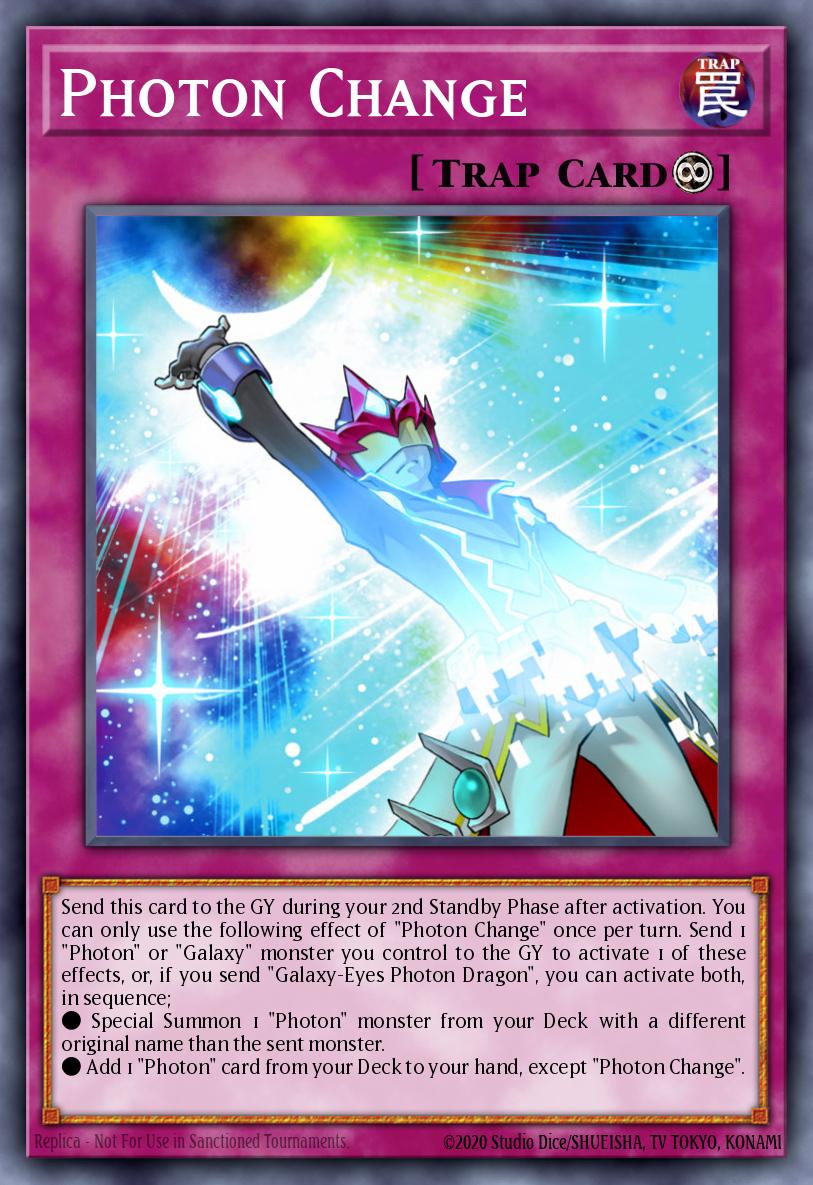 Photon Change
TRAP
罠
[Trap Card∞]
Send this card to the GY during your 2nd Standby Phase after activation. You
can only use the following effect of "Photon Change" once per turn. Send 1
"Photon" or "Galaxy" monster you control to the GY to activate 1 of these
effects, or, if you send "Galaxy-Eyes Photon Dragon", you can activate both,
in sequence;
● Special Summon 1 "Photon" monster from your Deck with a different
original name than the sent monster.
● Add 1 "Photon" card from your Deck to your hand, except "Photon Change".
Replica - Not For Use in Sanctioned Tournaments.
©2020 Studio Dice/SHUEISHA, TV TOKYO, KONAMI